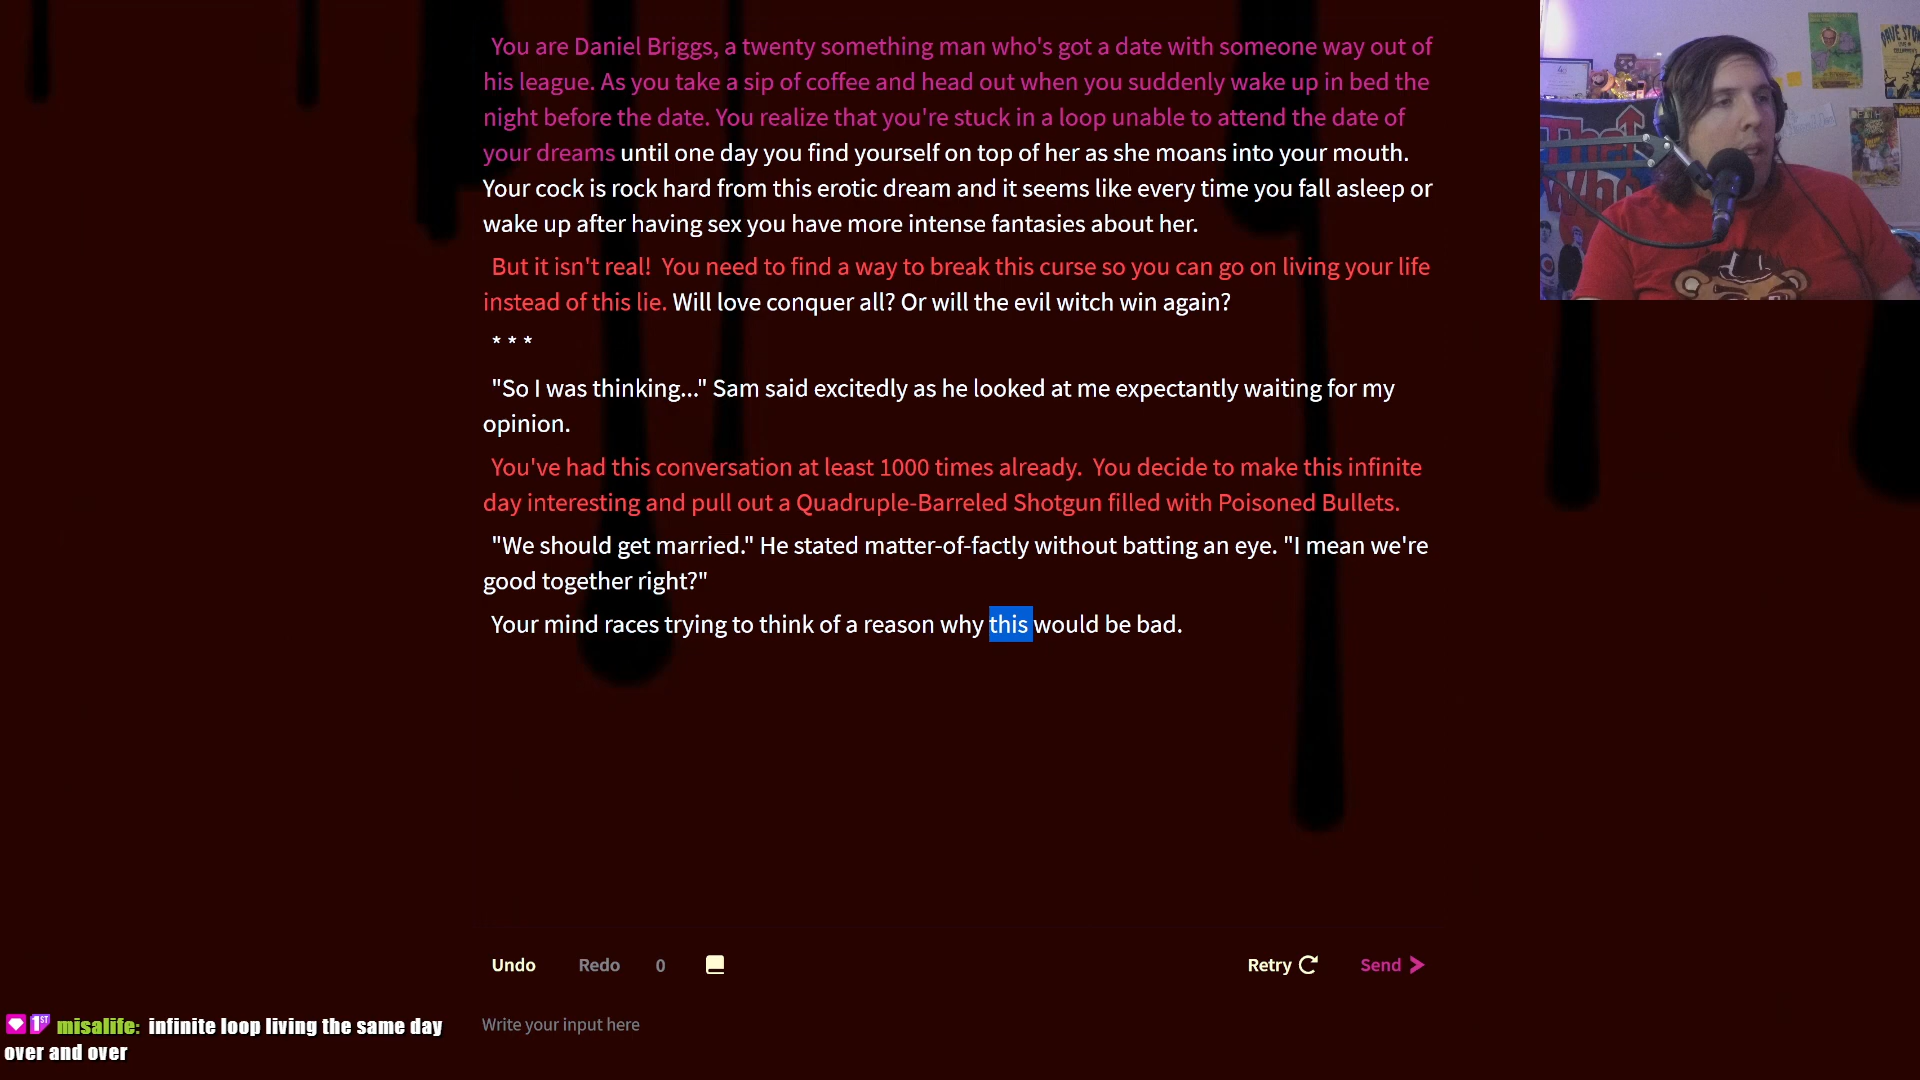 You are Daniel Briggs, a twenty something man who's got a date with someone way out of
his league. As you take a sip of coffee and head out when you suddenly wake up in bed the
night before the date. You realize that you're stuck in a loop unable to attend the date of
your dreams until one day you find yourself on top of her as she moans into your mouth.
Your cock is rock hard from this erotic dream and it seems like every time you fall asleep or
wake up after having sex you have more intense fantasies about her.
But it isn't real!  You need to find a way to break this curse so you can go on living your life
instead of this lie. Will love conquer all? Or will the evil witch win again?
* * *
"So I was thinking..." Sam said excitedly as he looked at me expectantly waiting for my
opinion.
You've had this conversation at least 1000 times already.  You decide to make this infinite
day interesting and pull out a Quadruple-Barreled Shotgun filled with Poisoned Bullets.
"We should get married." He stated matter-of-factly without batting an eye. "I mean we're
good together right?"
Your mind races trying to think of a reason why this would be bad.
Undo Redo 0 Retry Send
Write your input here
1ST misalife: infinite loop living the same day
over and over